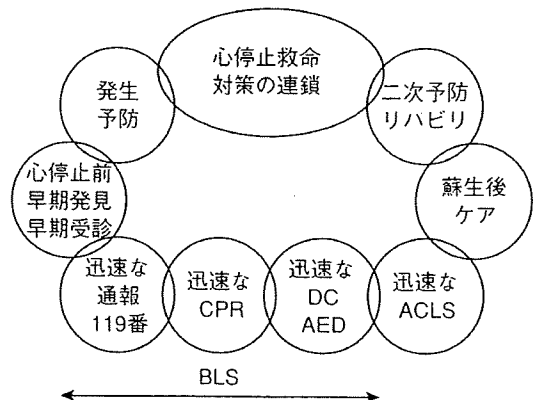 心停止救命
対策の連鎖
発生
予防
二次予防
リハビリ
心停止前
早期発見
早期受診
蘇生後
ケア
迅速な
通報
119番
迅速な
CPR
迅速な
DC
AED
迅速な
ACLS
BLS